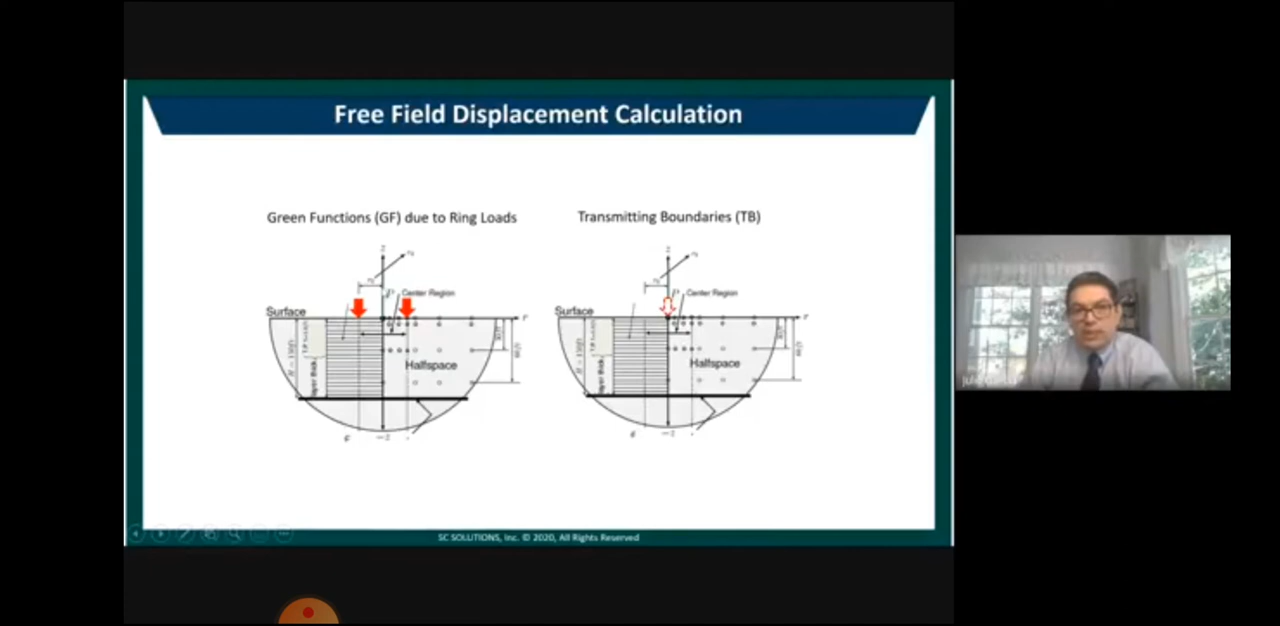 Free Field Displacement Calculation
Green Functions (GF) due to Ring Loads
Transmitting Boundaries (TB)
Center Region
Center Region
Surface
Surface
r
Halfspace
Halfspace
-z
-z
SC SOLUTIONS, Inc. © 2020, All Rights Reserved